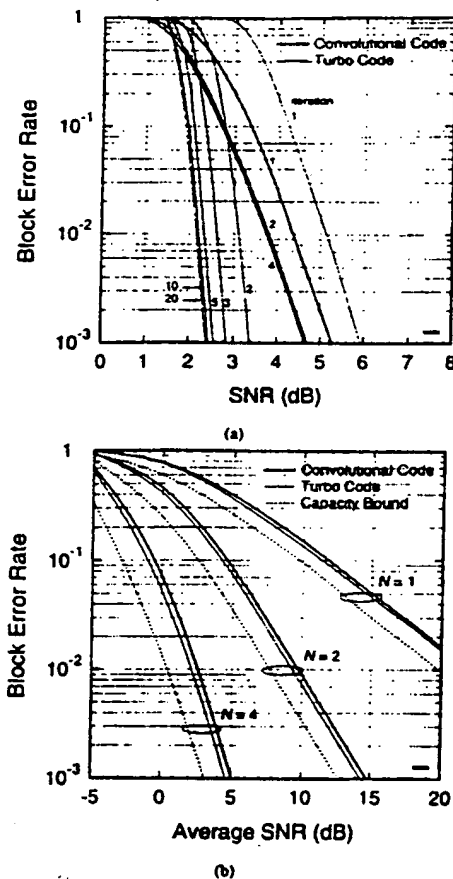 1
Convolutional Code
Turbo Code
iteration
1
10⁻¹
1
Block Error Rate
10⁻²
2
4
10
20
5
3
2
10⁻³
0 1 2 3 4 5 6 7 8
SNR (dB)
(a)
1
Convolutional Code
Turbo Code
Capacity Bound
10⁻¹
N = 1
Block Error Rate
10⁻²
N = 2
N = 4
10⁻³
-5 0 5 10 15 20
Average SNR (dB)
(b)